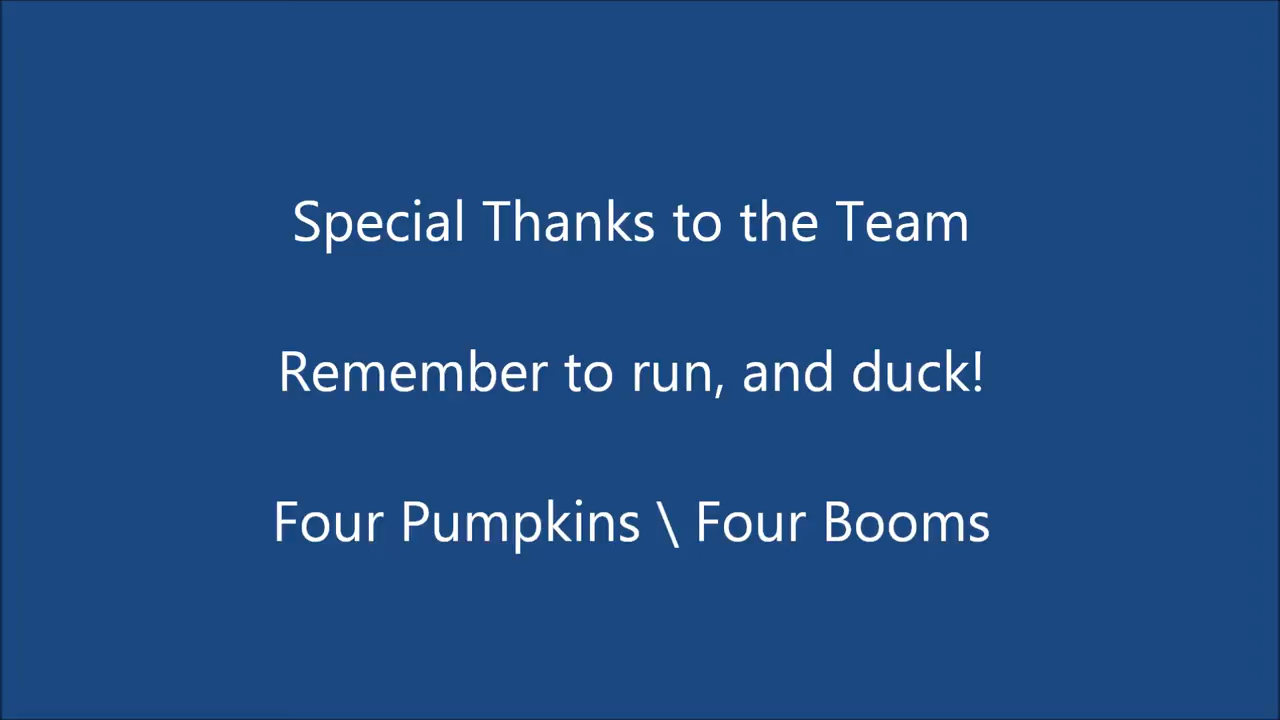 Special Thanks to the Team
Remember to run, and duck!
Four Pumpkins \ Four Booms